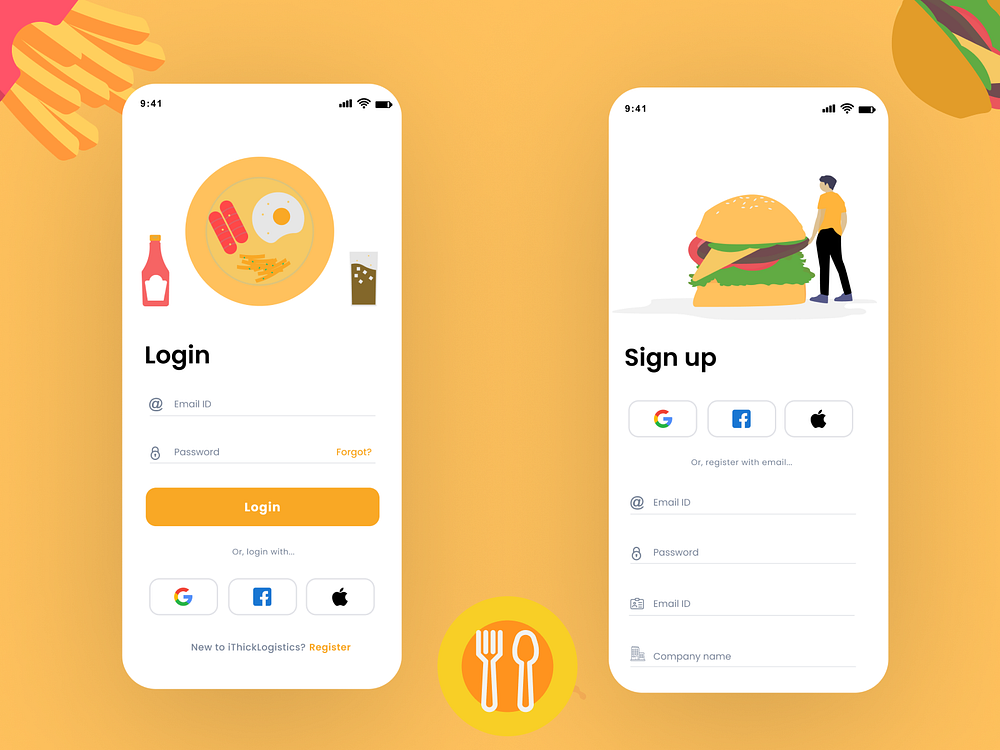 9:41
Login
Email ID
Password Forgot?
Login
Or, login with...
New to iThickLogistics? Register
9:41
Sign up
Or, register with email...
Email ID
Password
Email ID
Company name